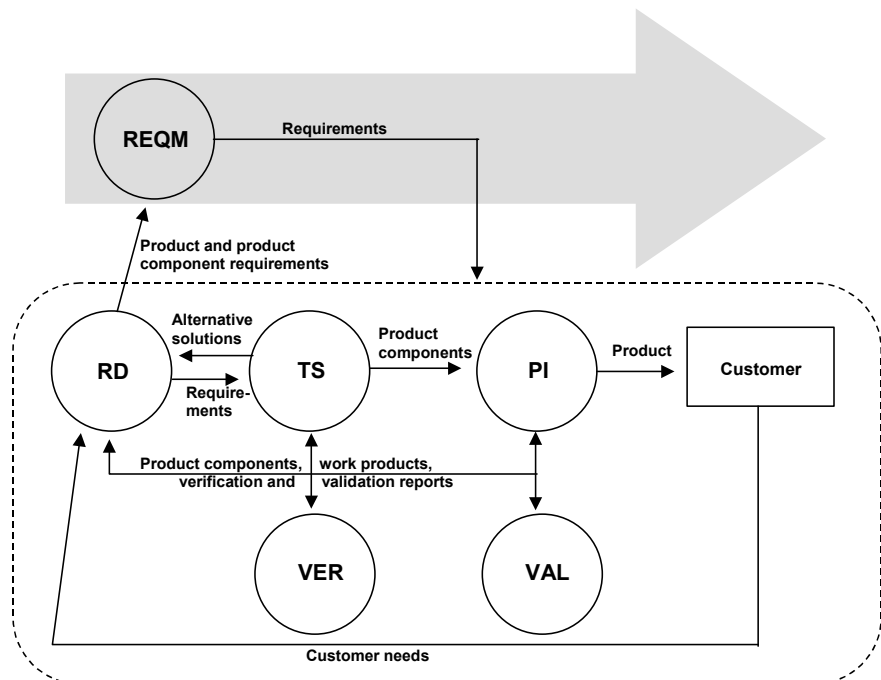 REQM
Requirements
Product and product
component requirements
Alternative
solutions
Product
components
Product
RD
TS
PI
Customer
Require-
ments
Product components,
work products,
verification and
validation reports
VER
VAL
Customer needs